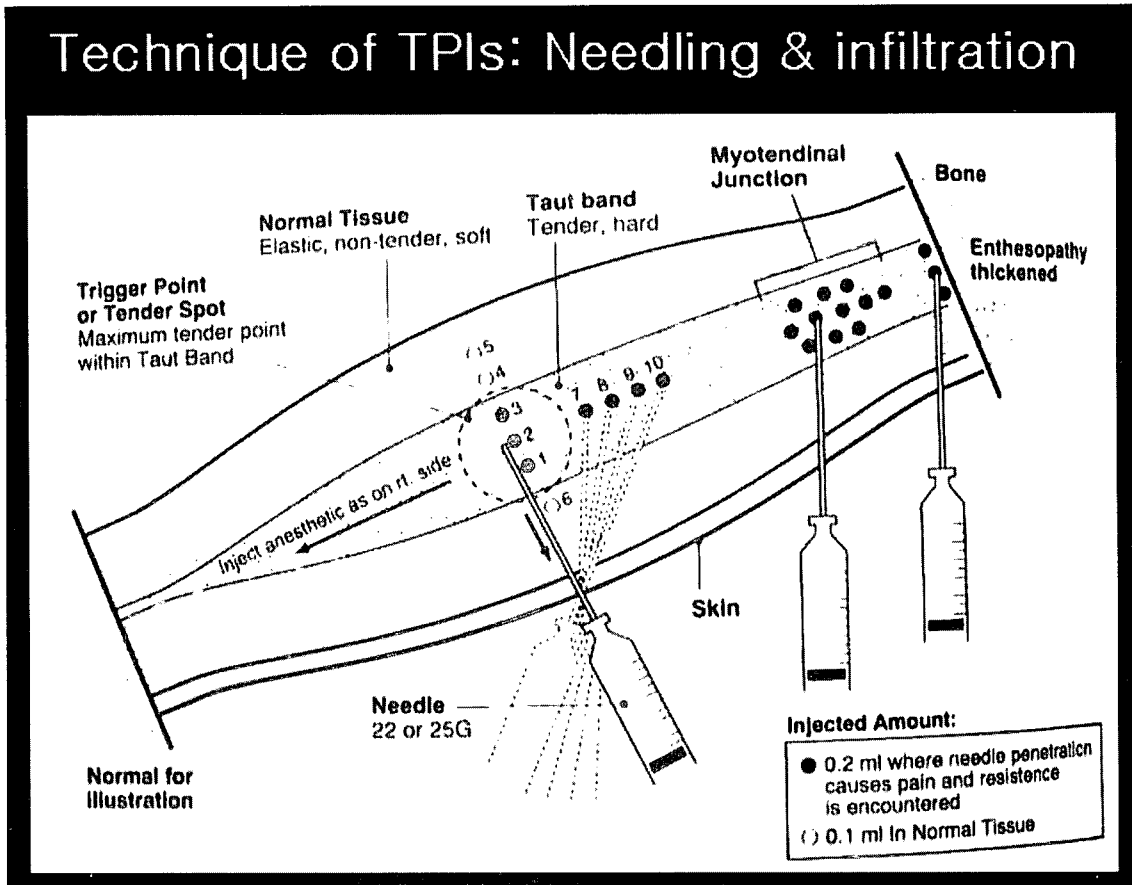 Technique of TPIs: Needling & infiltration
Myotendinal
Junction
Bone
Normal Tissue
Elastic, non-tender, soft
Taut band
Tender, hard
Enthesopathy
thickened
Trigger Point
or Tender Spot
Maximum tender point
within Taut Band
5
4
3
2
1
6
7
8
9
10
Inject anesthetic as on rt. side
Skin
Needle
22 or 25G
Normal for
Illustration
Injected Amount:
0.2 ml where needle penetration
causes pain and resistence
is encountered
() 0.1 ml In Normal Tissue